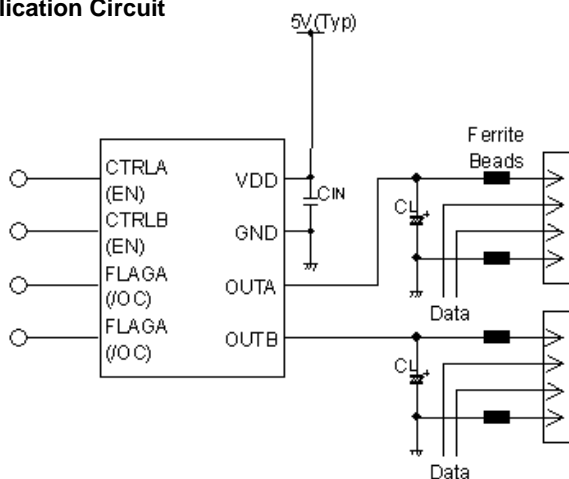 lication Circuit
5V(Typ)
Ferrite
Beads
CTRLA
(EN)
CTRLB
(EN)
FLAGA
(/OC)
FLAGA
(/OC)
VDD
GND
OUTA
OUTB
CIN
CL
+
Data
CL
+
Data